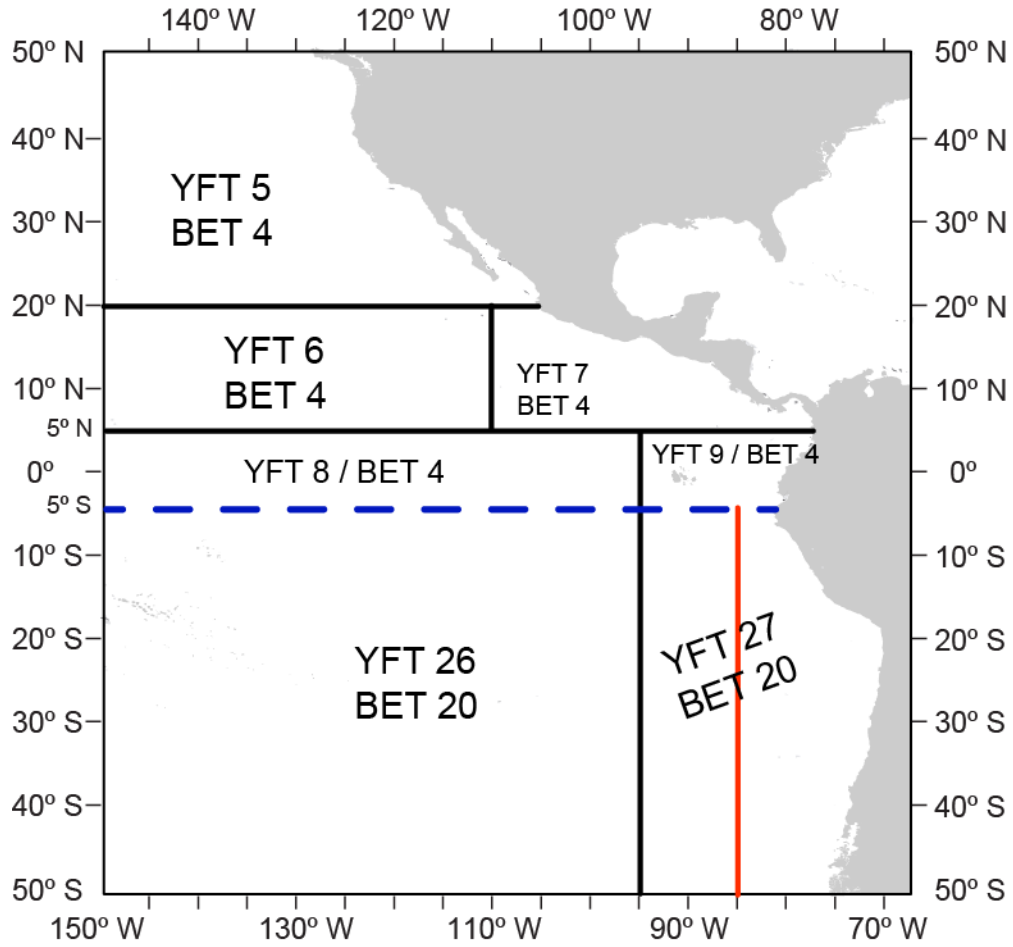 140º W 120º W 100º W 80º W
50º N 50º N
40º N 40º N
YFT 5
30º N 30º N
BET 4
20º N 20º N
YFT 6
YFT 7
10º N BET 4 BET 4 10º N
5º N
YFT 9 / BET 4
0º YFT 8 / BET 4 0º
5º S
10º S 10º S
20º S 20º S
YFT 26 YFT 27
BET 20 BET 20
30º S 30º S
40º S 40º S
50º S 50º S
150º W 130º W 110º W 90º W 70º W